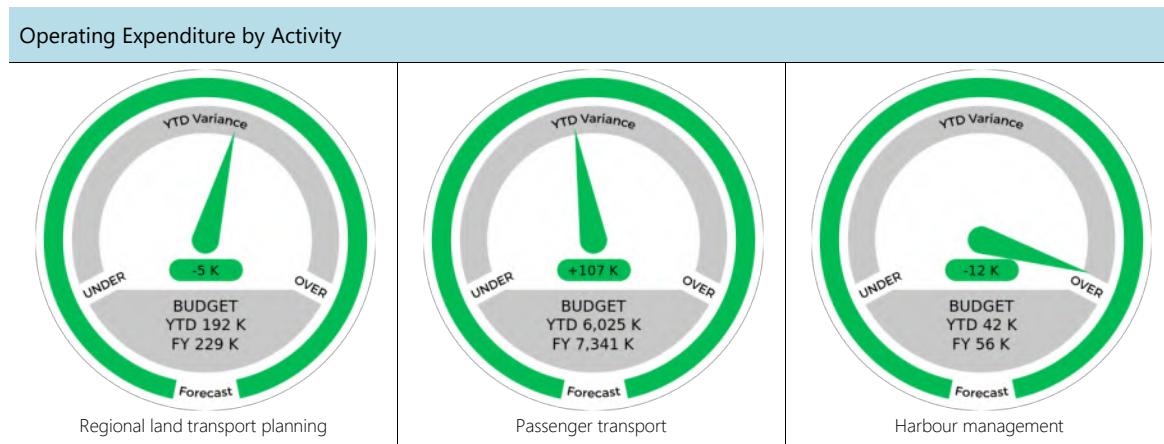 Operating Expenditure by Activity
YTD Variance
-5 K
UNDER
OVER
BUDGET
YTD 192 K
FY 229 K
Forecast
Regional land transport planning
YTD Variance
+107 K
UNDER
OVER
BUDGET
YTD 6,025 K
FY 7,341 K
Forecast
Passenger transport
YTD Variance
-12 K
UNDER
OVER
BUDGET
YTD 42 K
FY 56 K
Forecast
Harbour management